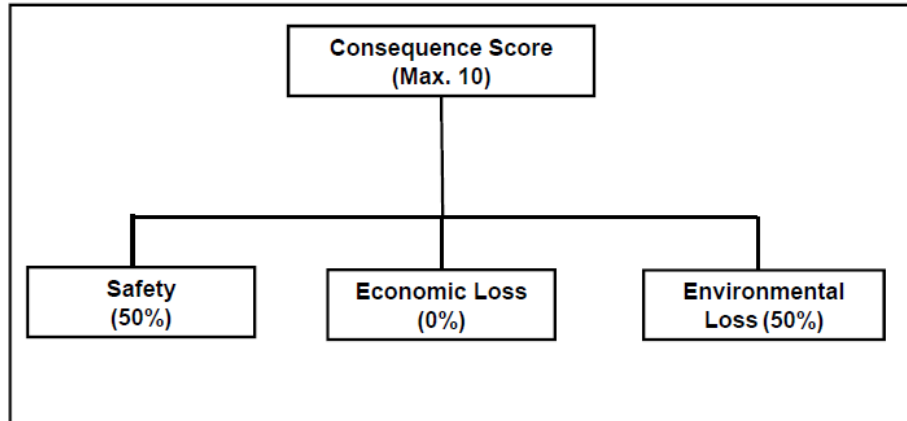 Consequence Score
(Max. 10)
Safety
(50%)
Economic Loss
(0%)
Environmental
Loss (50%)